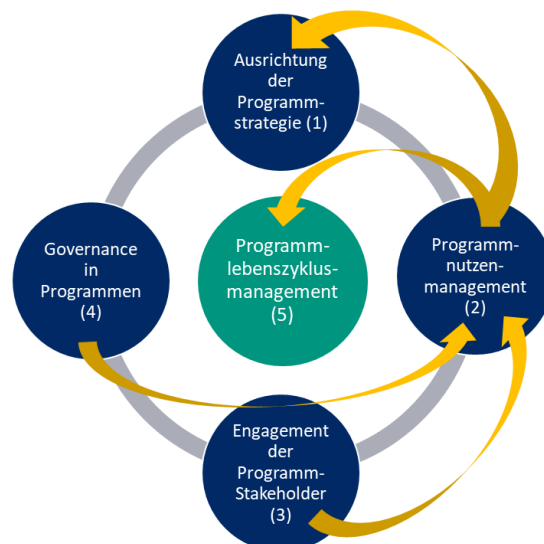 Ausrichtung
der
Programm-
strategie (1)
Governance
in
Programmen
(4)
Programm-
lebenszyklus-
management
(5)
Programm-
nutzen-
management
(2)
Engagement
der
Programm-
Stakeholder
(3)